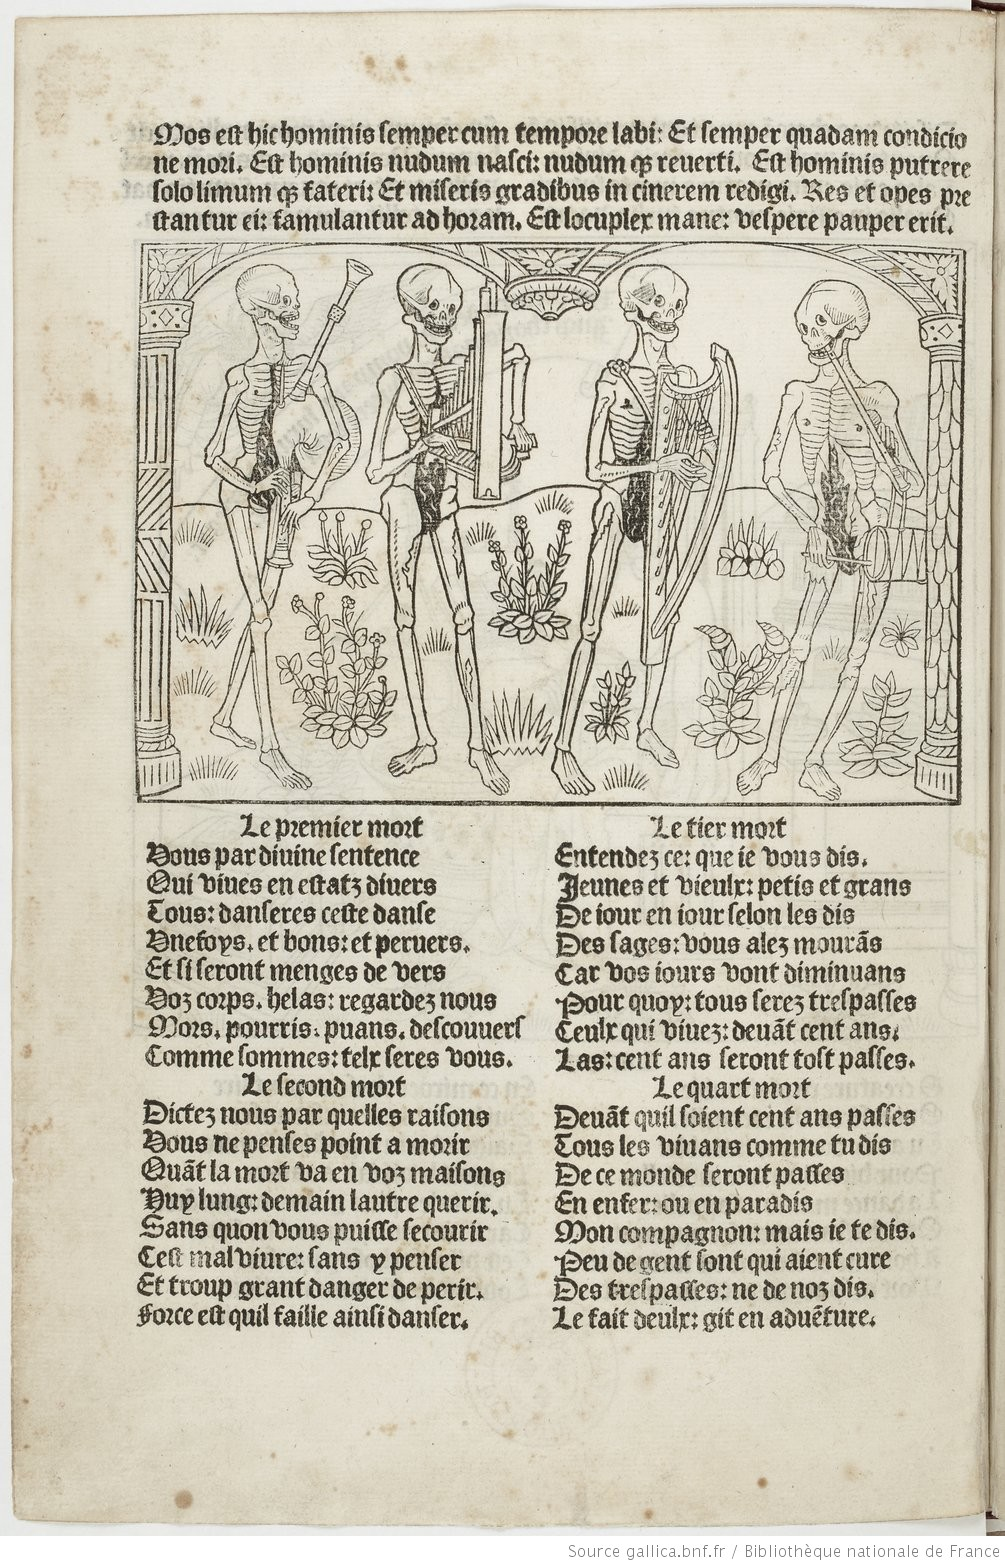 Mos est hic hominis semper cum tempore labi: Et semper quadam condicio
ne mori. Est hominis nudum nasci: nudum qꝫ reuerti. Est hominis putrere
solo limum qꝫ fateri: Et miseris gradibus in cinerem redigi. Res et opes pre
stantur ei: famulantur ad horam. Est locuplex mane: vespere pauper erit.
Le premier mort
Vous par diuine sentence
Qui viues en estatz diuers
Tous: danseres ceste danse
Vnefoys. et bons: et peruers.
Et si seront menges de vers
Voz corps. helas: regardez nous
Mors. pourris. puans. descouuers
Comme sommes: telx seres vous.
Le second mort
Dictez nous par quelles raisons
Vous ne penses point a morir
Quãt la mort va en voz maisons
Huy lung: demain lautre querir.
Sans quon vous puisse secourir
Cest mal viure: sans y penser
Et troup grant danger de perir.
Force est quil faille ainsi danser.
Le tier mort
Entendez ce: que ie vous dis.
Jeunes et vieulx: petis et grans
De iour en iour selon les dis
Des sages: vous alez mourãs
Car vos iours vont diminuans
Pour quoy: tous serez trespasses
Ceulx qui viuez: deuãt cent ans.
Las: cent ans seront tost passes.
Le quart mort
Deuãt quil soient cent ans passes
Tous les viuans comme tu dis
De ce monde seront passes
En enfer: ou en paradis
Mon compagnon: mais ie te dis.
Peu de gent sont qui aient cure
Des trespasses: ne de noz dis.
Le fait deulx: git en aduẽture.
Source gallica.bnf.fr / Bibliothèque nationale de France